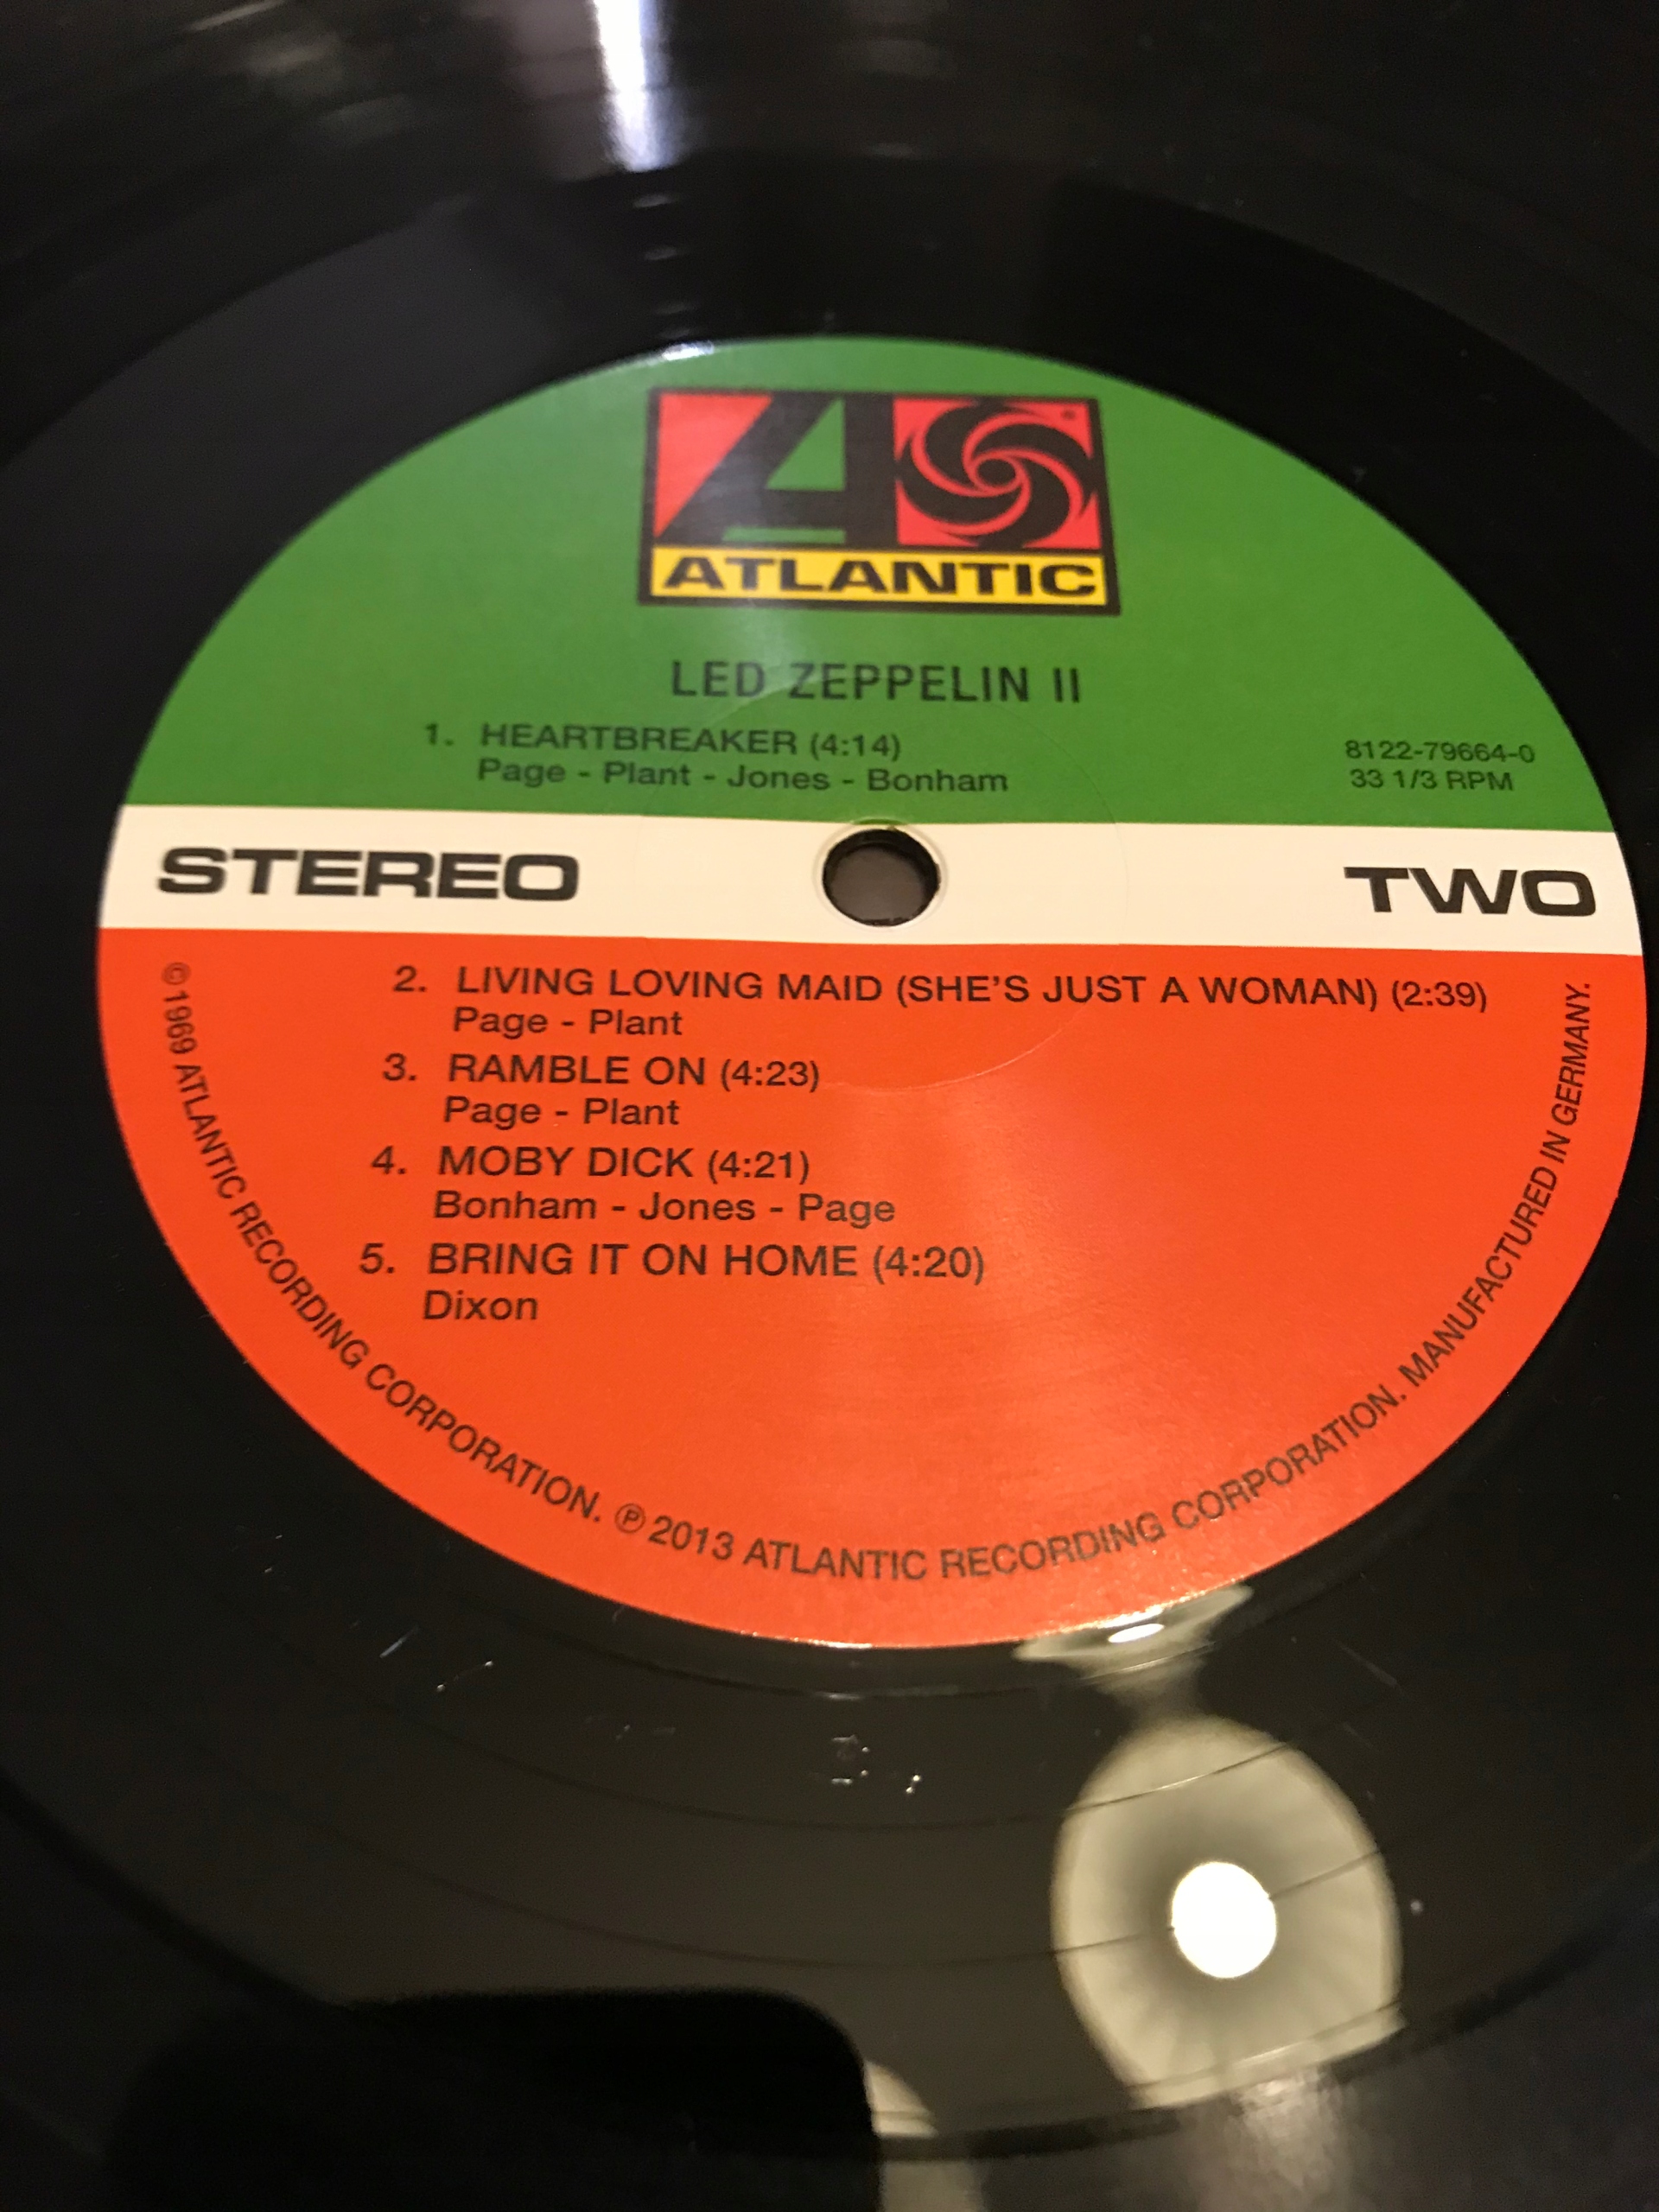 ATLANTIC
LED ZEPPELIN II
1. HEARTBREAKER (4:14)
Page - Plant - Jones - Bonham
8122-79664-0
33 1/3 RPM
STEREO
TWO
2. LIVING LOVING MAID (SHE'S JUST A WOMAN) (2:39)
Page - Plant
3. RAMBLE ON (4:23)
Page - Plant
4. MOBY DICK (4:21)
Bonham - Jones - Page
5. BRING IT ON HOME (4:20)
Dixon
©1969 ATLANTIC RECORDING CORPORATION. ℗ 2013 ATLANTIC RECORDING CORPORATION. MANUFACTURED IN GERMANY.